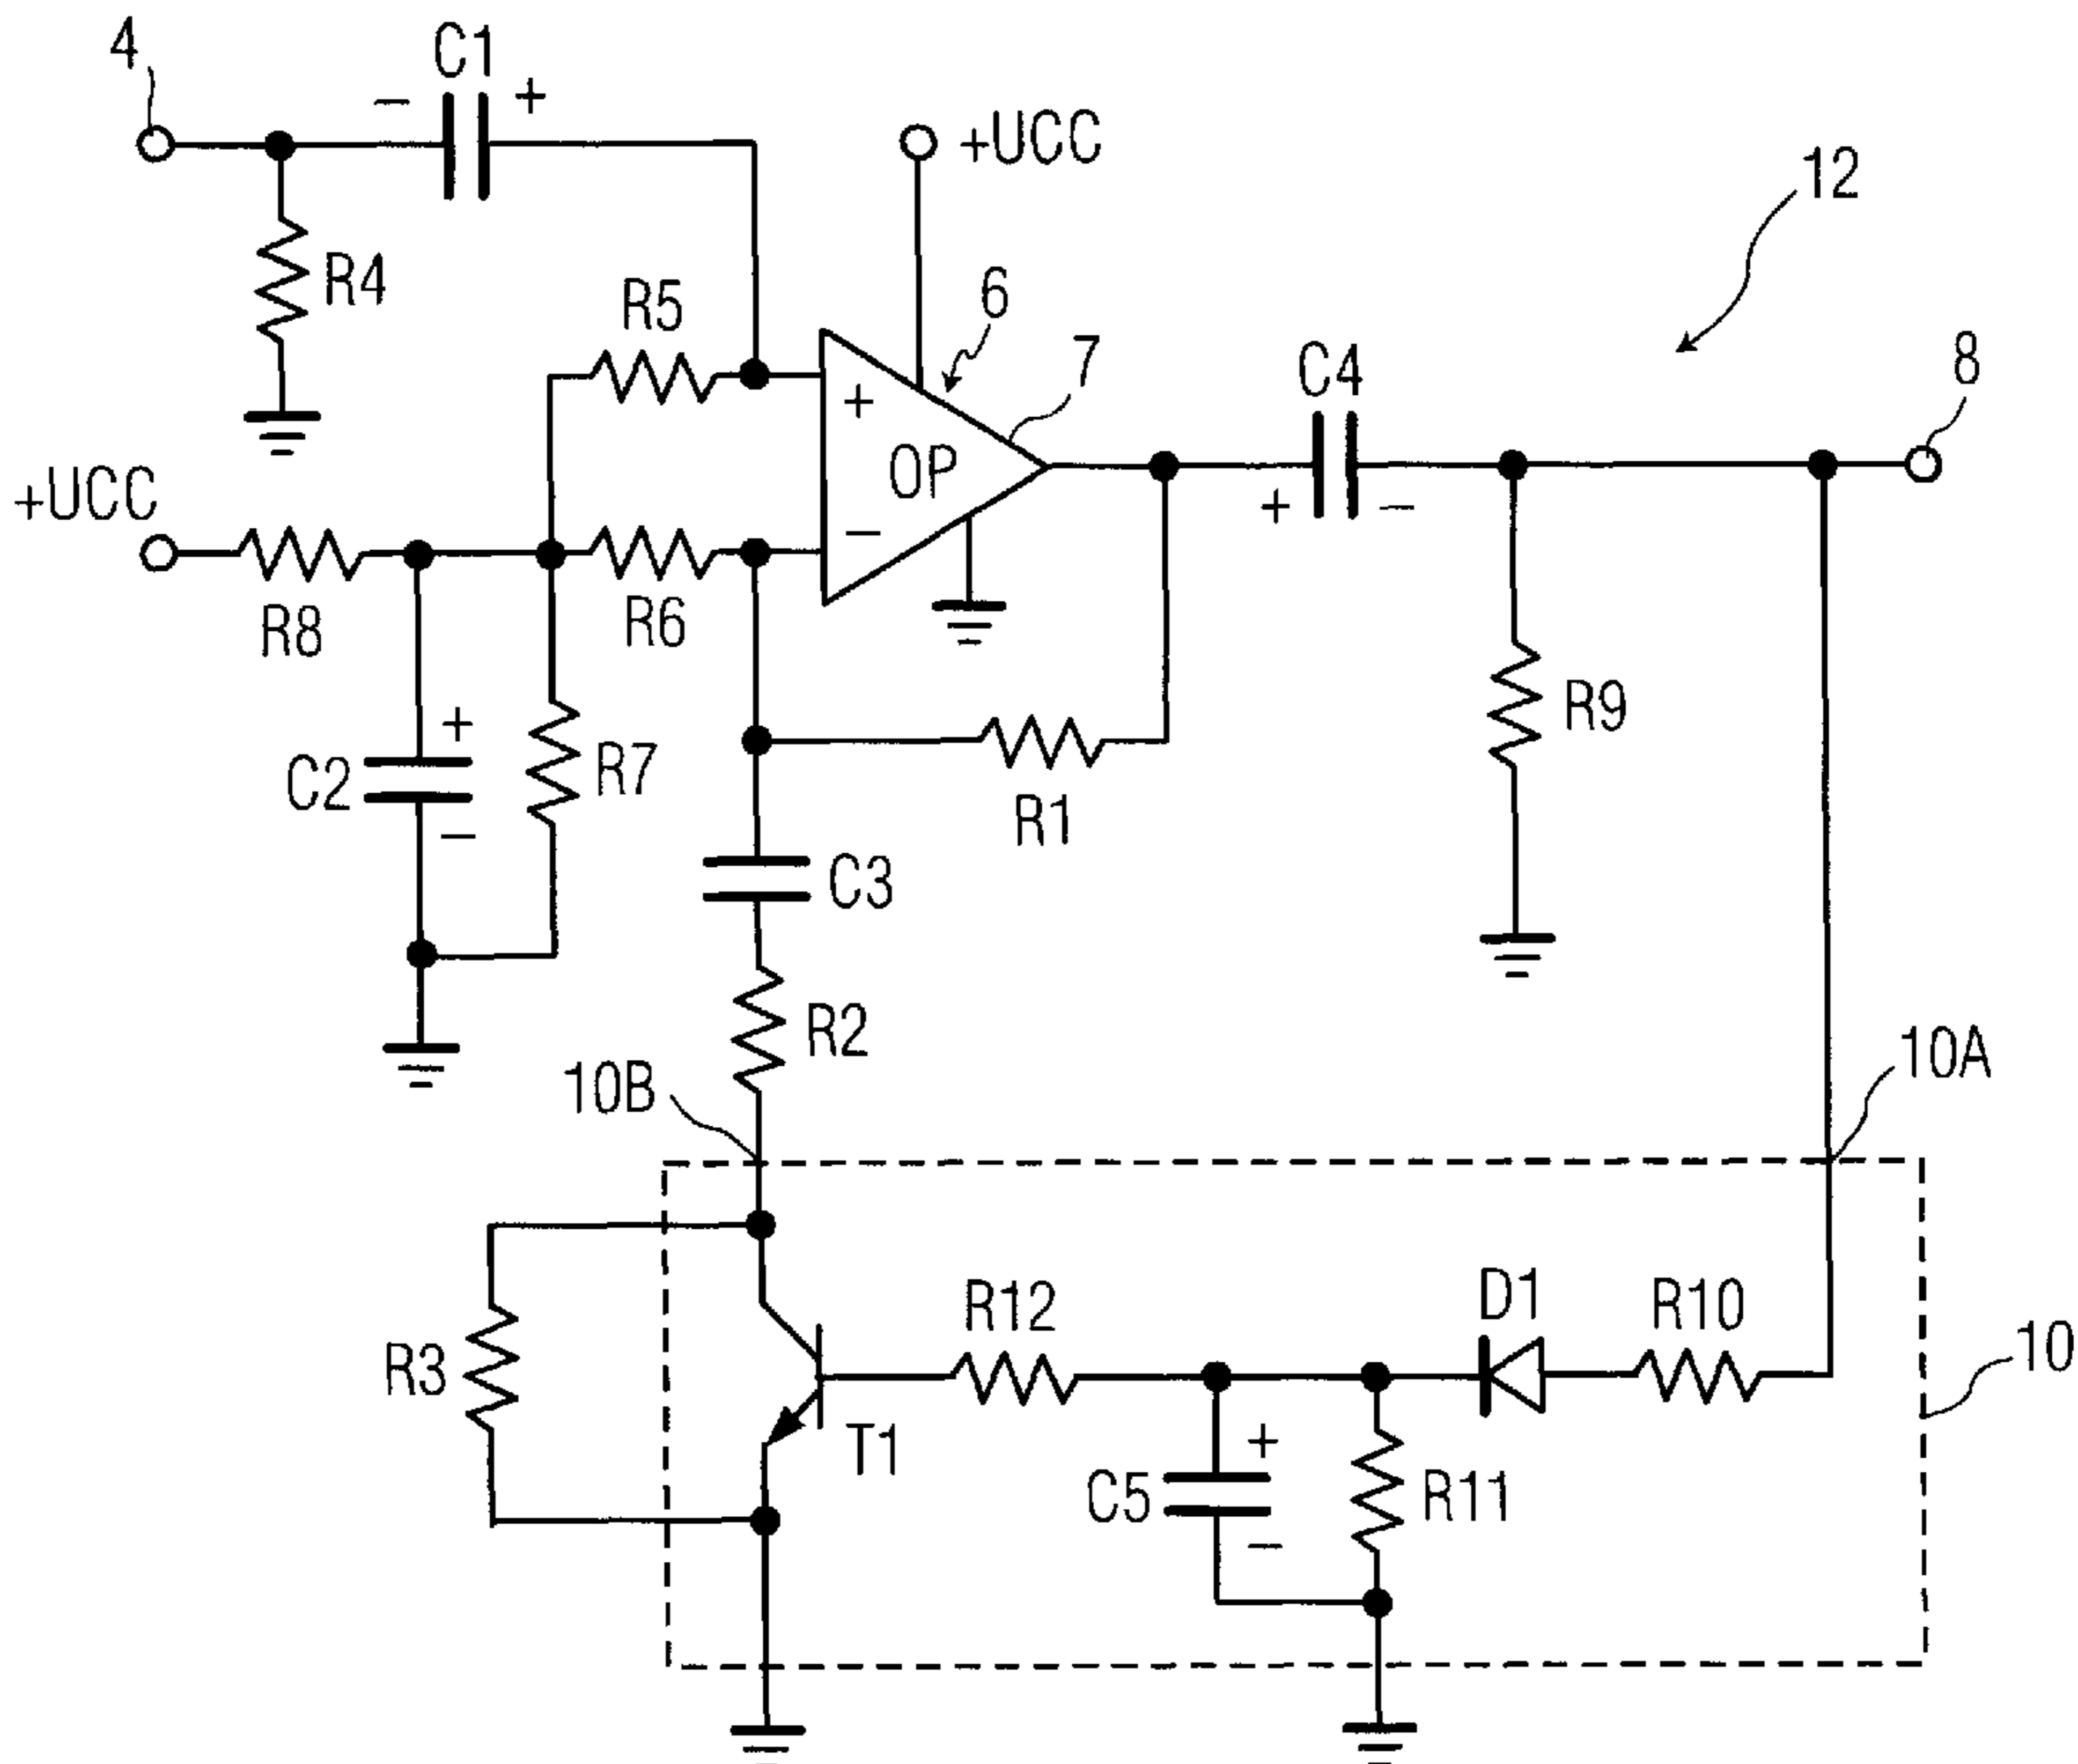 4
C1
− +
+UCC
12
R4
R5
6
7
C4
8
+
OP
−
+ −
+UCC
R8
R6
R9
+
C2
−
R7
R1
C3
R2
10B
10A
R12
D1
R10
10
R3
T1
+
C5
−
R11